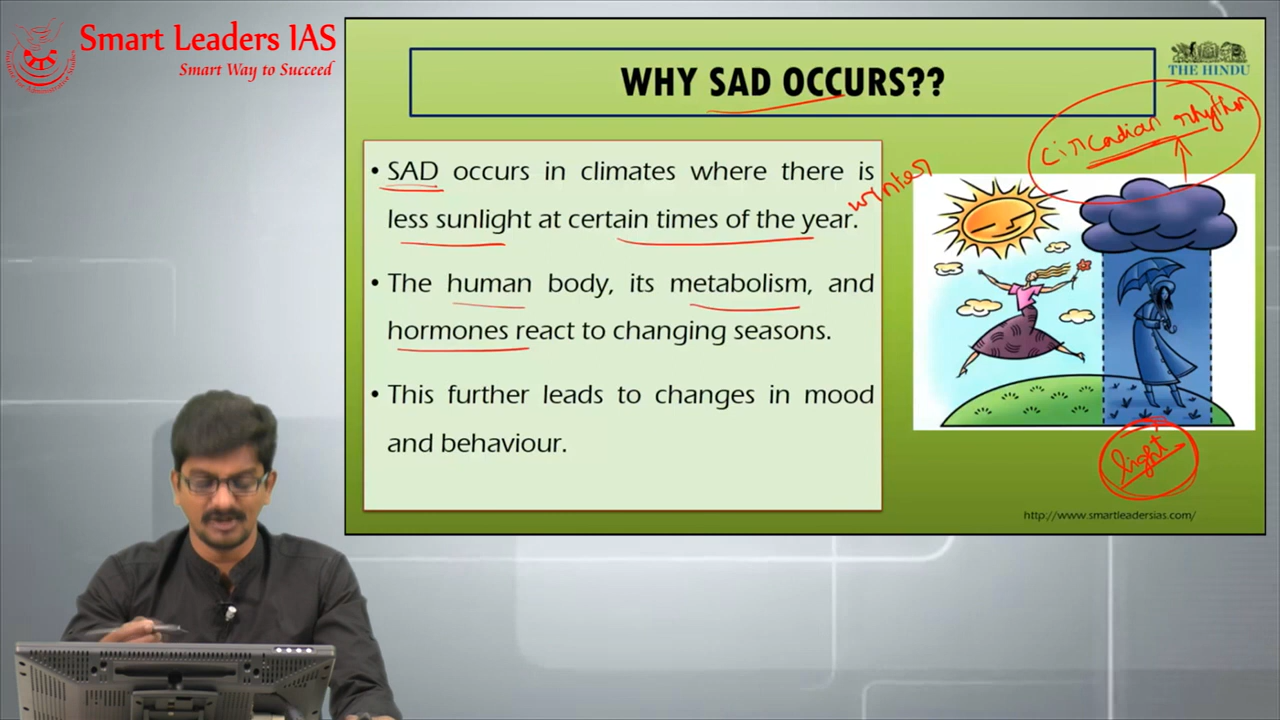 Smart Leaders IAS
Smart Way to Succeed
WHY SAD OCCURS??
THE HINDU
circadian rhythm
• SAD occurs in climates where there is
less sunlight at certain times of the year.
winter
• The human body, its metabolism, and
hormones react to changing seasons.
• This further leads to changes in mood
and behaviour.
light
http://www.smartleadersias.com/